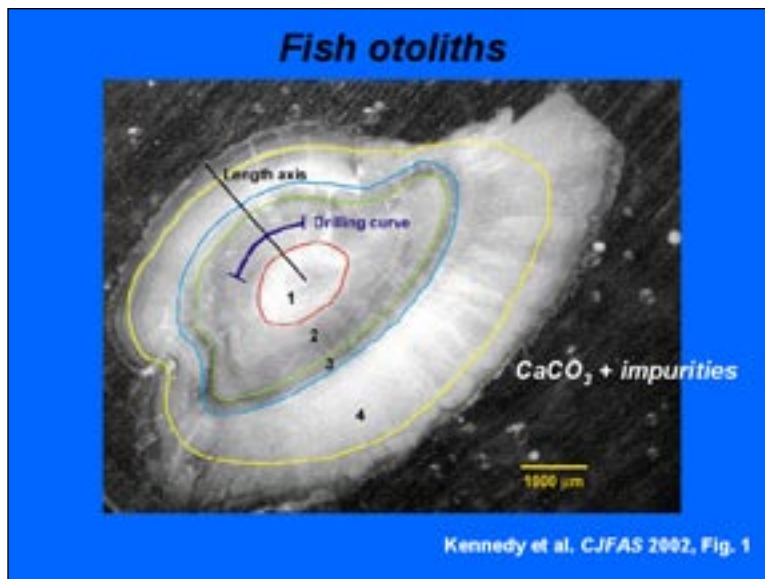 Fish otoliths
Length axis
Drilling curve
1
2
3
4
CaCO₃ + impurities
1000 µm
Kennedy et al. CJFAS 2002, Fig. 1